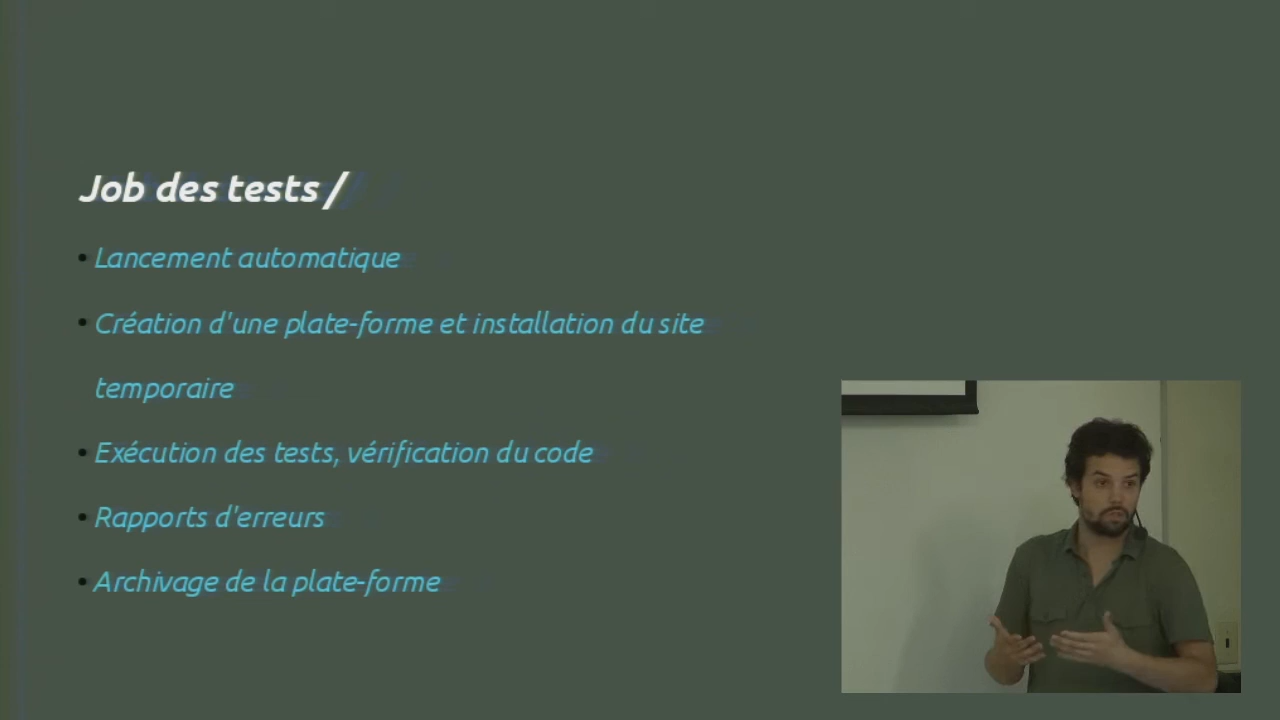 Job des tests /
• Lancement automatique
• Création d'une plate-forme et installation du site
temporaire
• Exécution des tests, vérification du code
• Rapports d'erreurs
• Archivage de la plate-forme